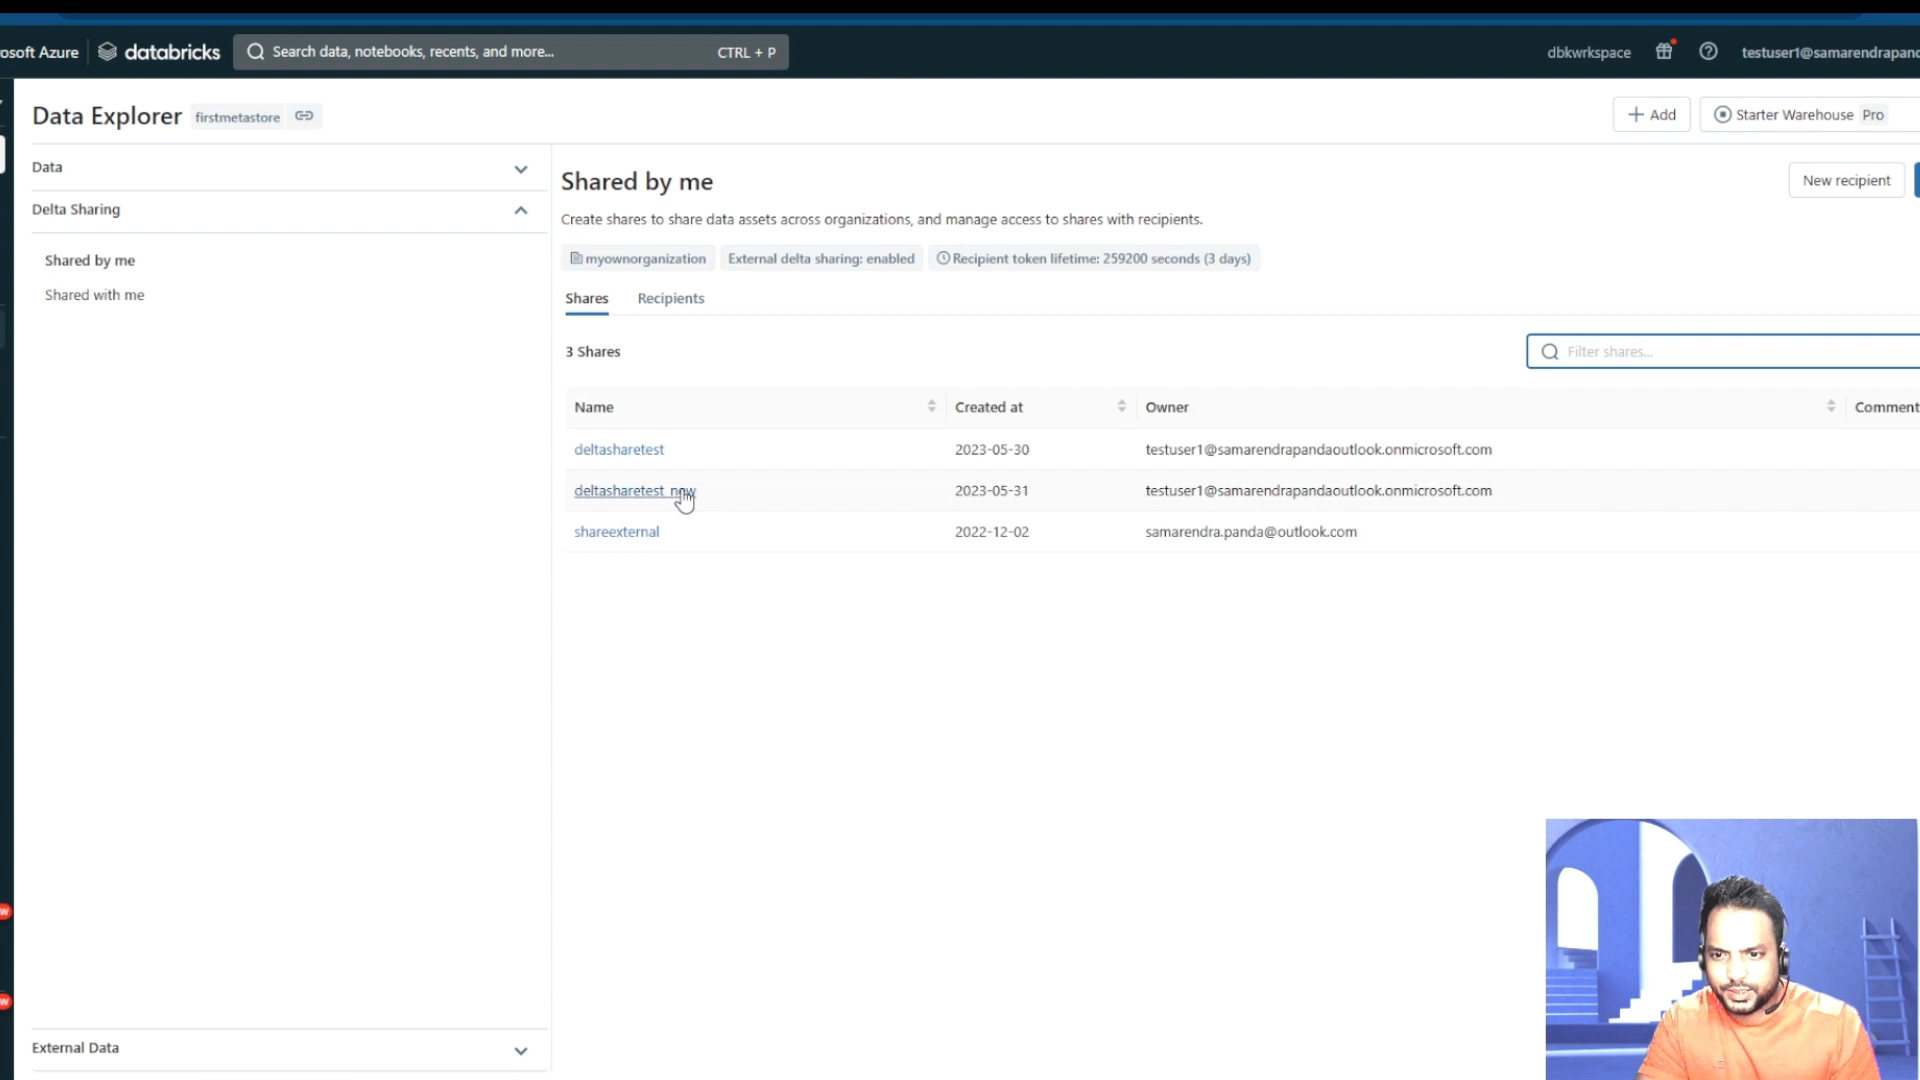 osoft Azure databricks Search data, notebooks, recents, and more... CTRL + P dbkwrkspace testuser1@samarendrapand
Data Explorer firstmetastore + Add Starter Warehouse Pro
Data
Delta Sharing
Shared by me
Shared with me
External Data
Shared by me New recipient
Create shares to share data assets across organizations, and manage access to shares with recipients.
myownorganization External delta sharing: enabled Recipient token lifetime: 259200 seconds (3 days)
Shares Recipients
3 Shares Filter shares...
Name Created at Owner Comment
deltasharetest 2023-05-30 testuser1@samarendrapandaoutlook.onmicrosoft.com
deltasharetest_now 2023-05-31 testuser1@samarendrapandaoutlook.onmicrosoft.com
shareexternal 2022-12-02 samarendra.panda@outlook.com